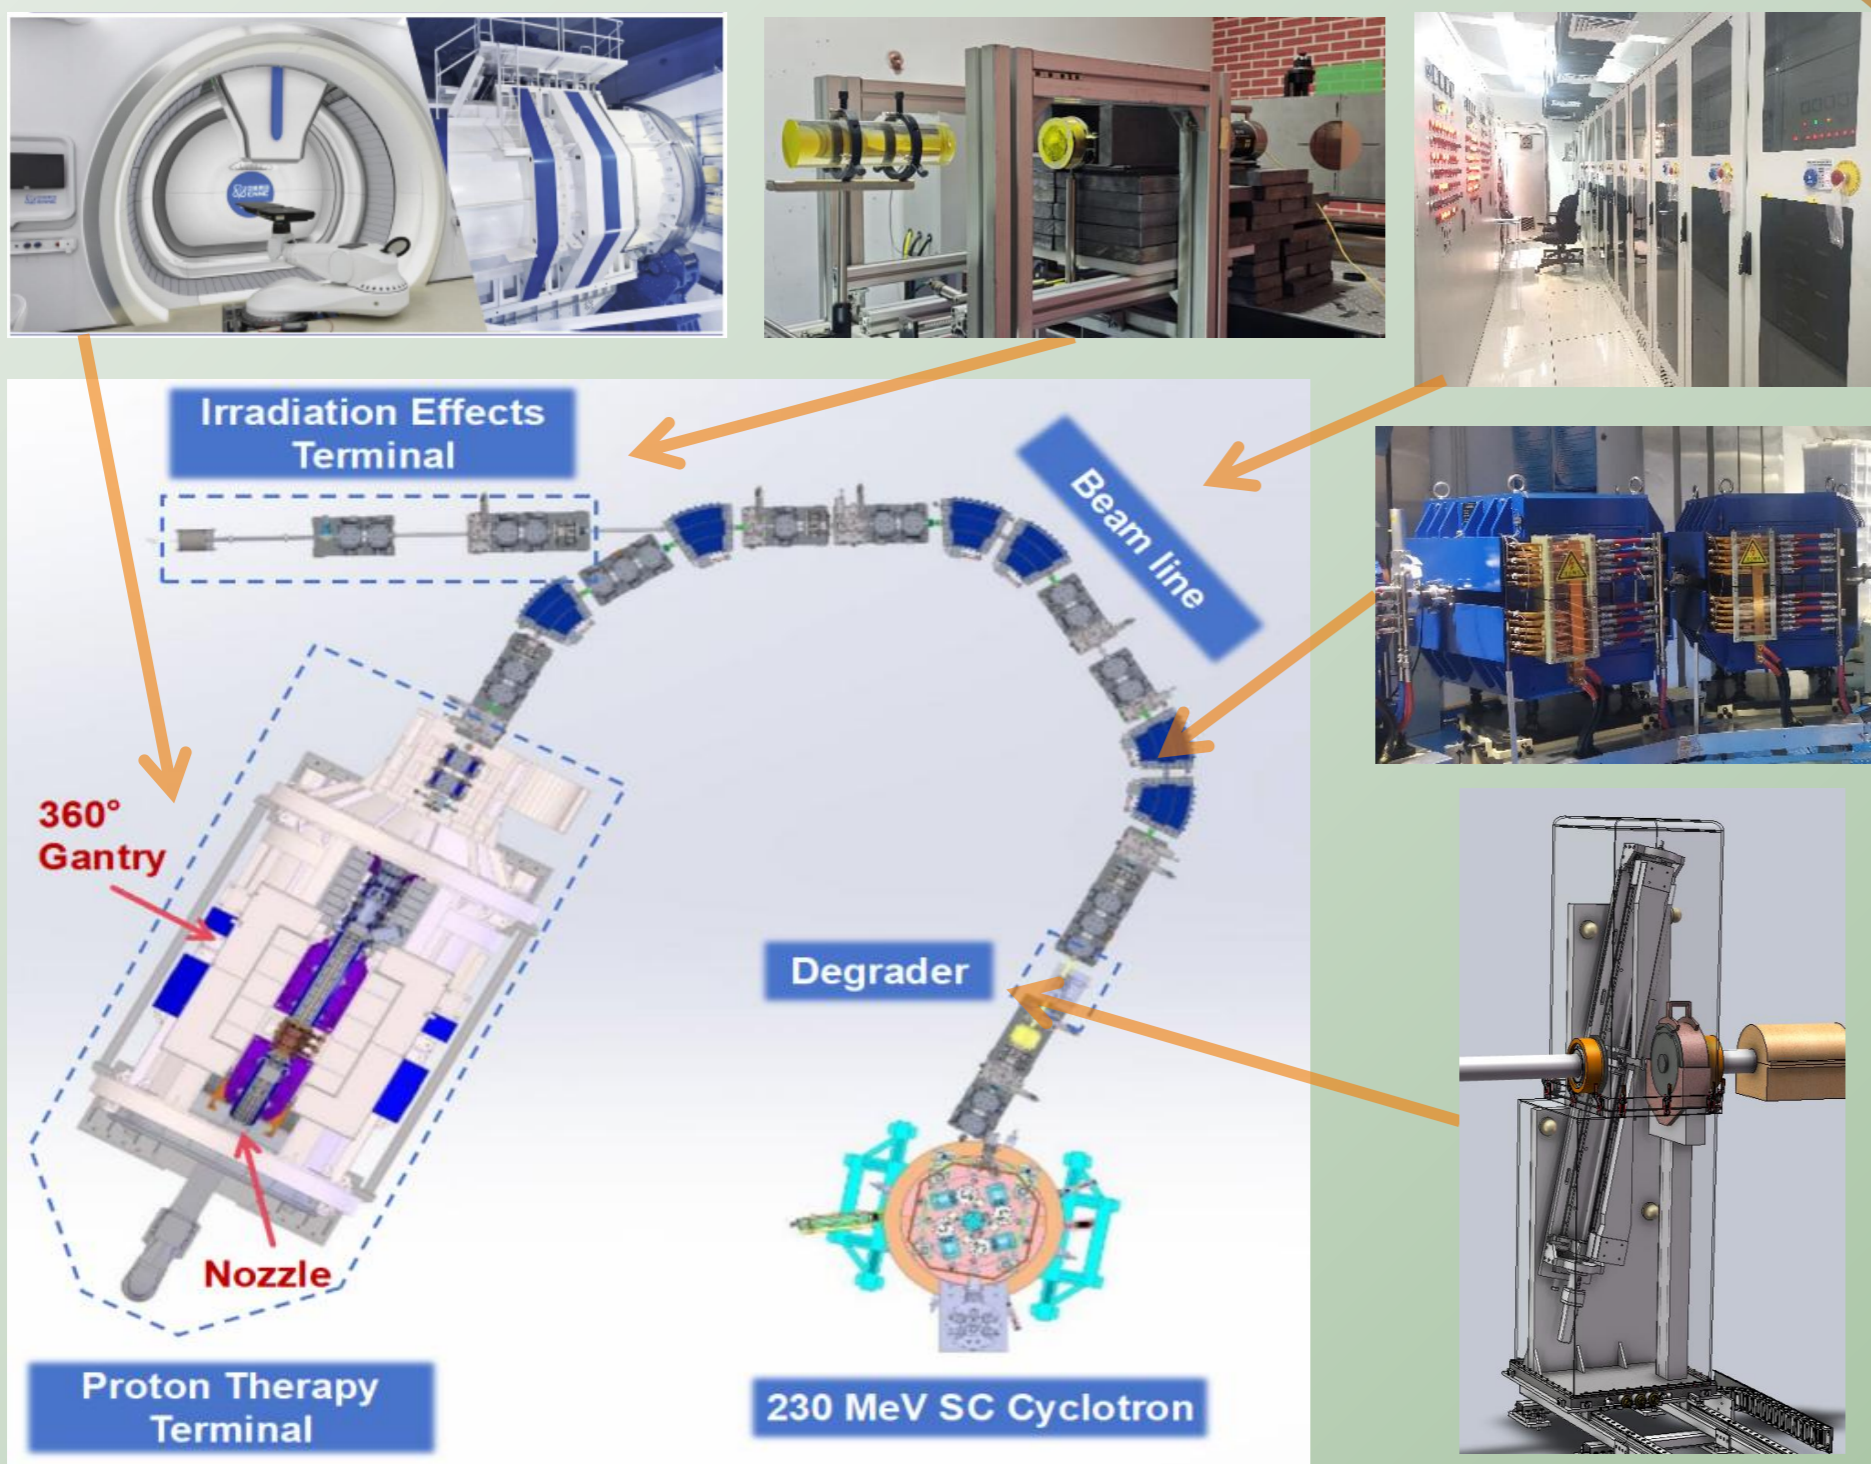 Irradiation Effects
Terminal
Beam line
360°
Gantry
Degrader
Nozzle
Proton Therapy
Terminal
230 MeV SC Cyclotron